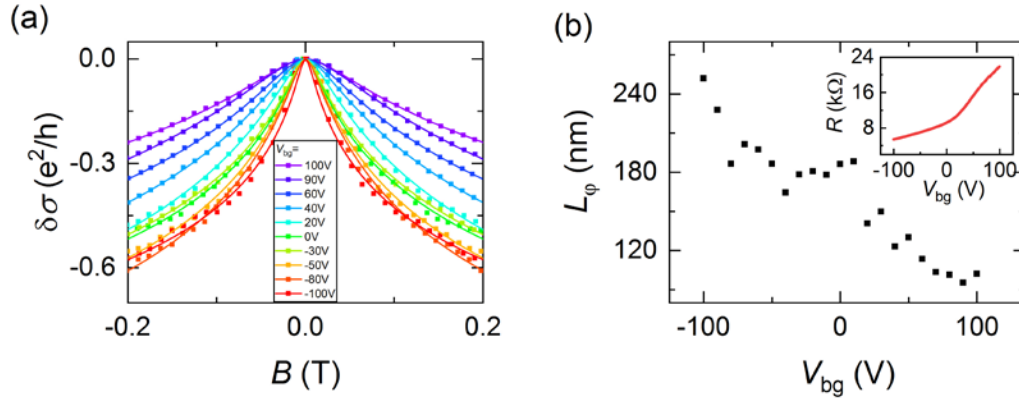 (a)
0.0
-0.3
-0.6
δσ (e²/h)
V_bg=
100V
90V
60V
40V
20V
0V
-30V
-50V
-80V
-100V
-0.2
0.0
0.2
B (T)
(b)
240
180
120
L_φ (nm)
-100
0
100
V_bg (V)
24
16
8
R (kΩ)
-100
0
100
V_bg (V)